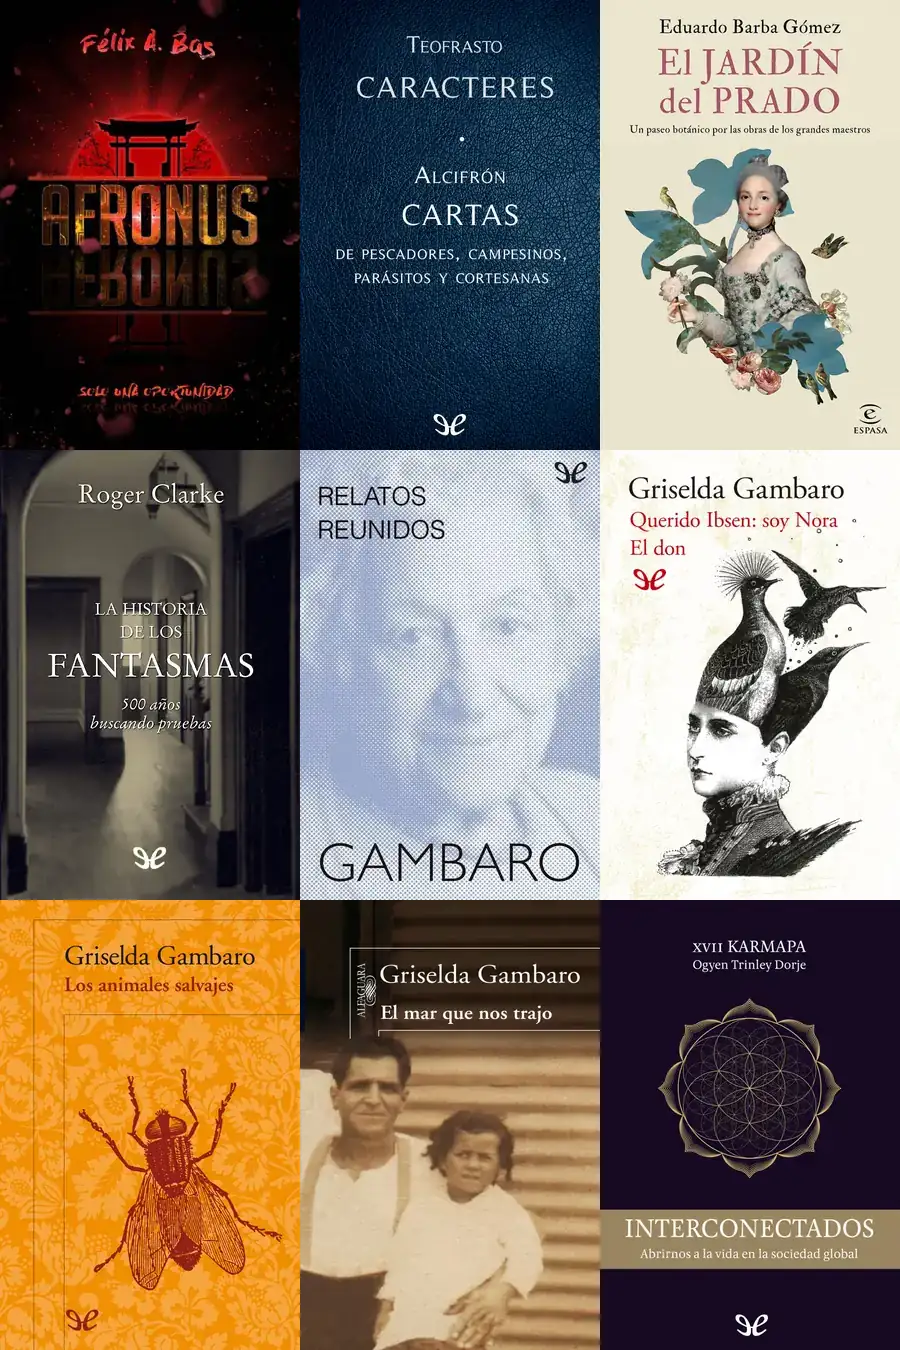 Félix A. Bas
AERONUS
SOLO UNA OPORTUNIDAD
TEOFRASTO
CARACTERES
·
ALCIFRÓN
CARTAS
DE PESCADORES, CAMPESINOS,
PARÁSITOS Y CORTESANAS
Eduardo Barba Gómez
El JARDÍN
del PRADO
Un paseo botánico por las obras de los grandes maestros
ESPASA
Roger Clarke
LA HISTORIA
DE LOS
FANTASMAS
500 años
buscando pruebas
RELATOS
REUNIDOS
GAMBARO
Griselda Gambaro
Querido Ibsen: soy Nora
El don
Griselda Gambaro
Los animales salvajes
ALFAGUARA
Griselda Gambaro
El mar que nos trajo
XVII KARMAPA
Ogyen Trinley Dorje
INTERCONECTADOS
Abrirnos a la vida en la sociedad global